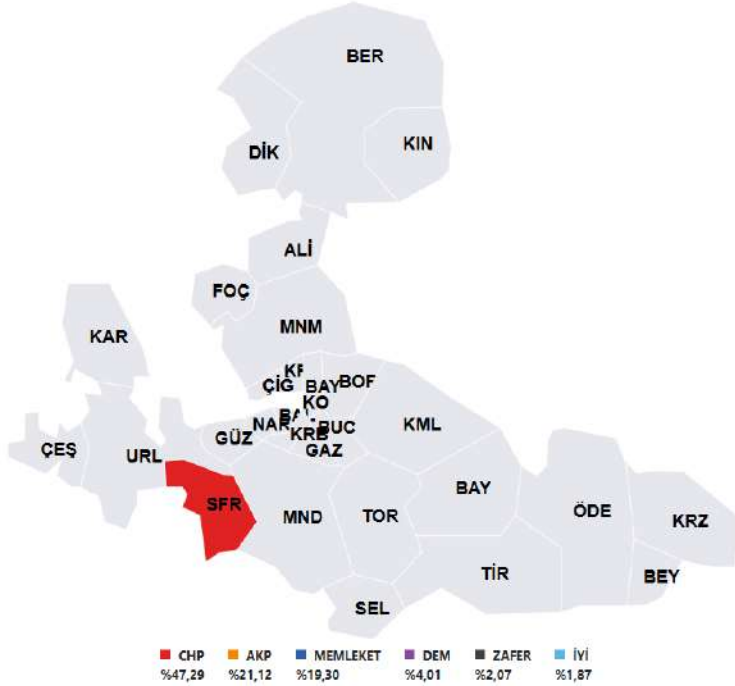 BER
KIN
DİK
ALİ
FOÇ
MNM
KAR
ÇİG
BAY
BOF
KO
NAR
KRB
BUC
GAZ
GÜZ
KML
ÇEŞ
URL
SFR
MND
TOR
BAY
ÖDE
KRZ
TİR
BEY
SEL
CHP AKP MEMLEKET DEM ZAFER İYİ
%47,29 %21,12 %19,30 %4,01 %2,07 %1,87